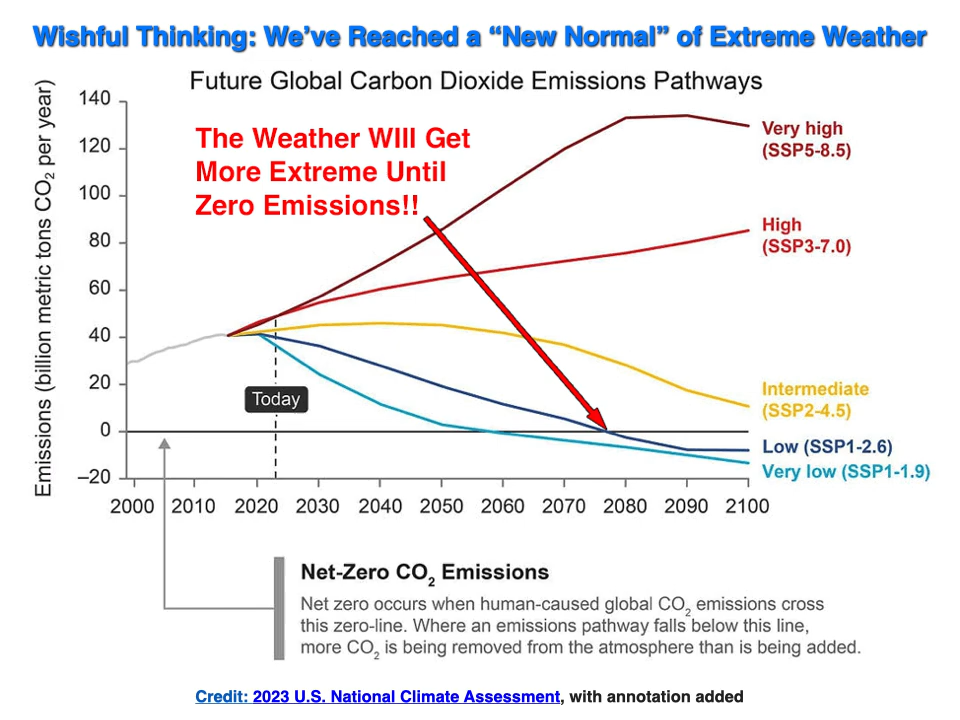 Wishful Thinking: We've Reached a “New Normal” of Extreme Weather
Future Global Carbon Dioxide Emissions Pathways
Emissions (billion metric tons CO₂ per year)
140
120
100
80
60
40
20
0
–20
The Weather WIll Get
More Extreme Until
Zero Emissions!!
Very high
(SSP5-8.5)
High
(SSP3-7.0)
Intermediate
(SSP2-4.5)
Low (SSP1-2.6)
Very low (SSP1-1.9)
Today
2000 2010 2020 2030 2040 2050 2060 2070 2080 2090 2100
Net-Zero CO₂ Emissions
Net zero occurs when human-caused global CO₂ emissions cross
this zero-line. Where an emissions pathway falls below this line,
more CO₂ is being removed from the atmosphere than is being added.
Credit: 2023 U.S. National Climate Assessment, with annotation added